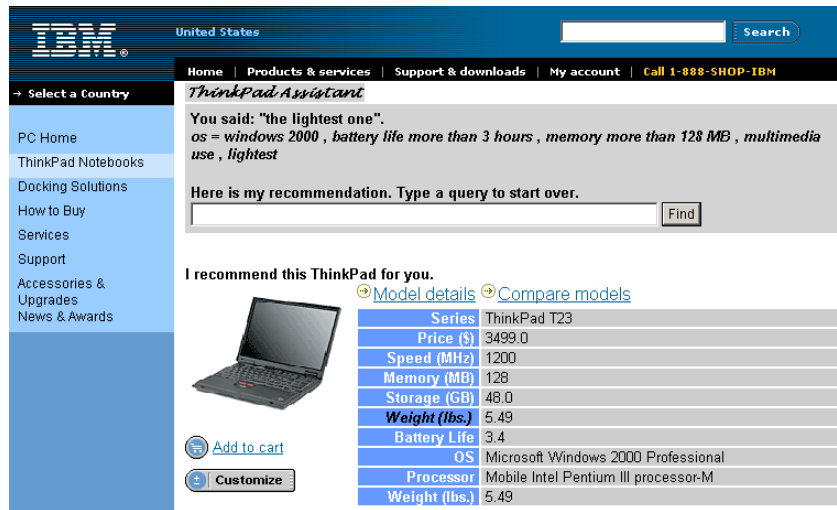 IBM®
United States
Search
Home | Products & services | Support & downloads | My account | Call 1-888-SHOP-IBM
→ Select a Country
PC Home
ThinkPad Notebooks
Docking Solutions
How to Buy
Services
Support
Accessories &
Upgrades
News & Awards
ThinkPad Assistant
You said: "the lightest one".
os = windows 2000 , battery life more than 3 hours , memory more than 128 MB , multimedia
use , lightest
Here is my recommendation. Type a query to start over.
Find
I recommend this ThinkPad for you.
Model details Compare models
Series ThinkPad T23
Price ($) 3499.0
Speed (MHz) 1200
Memory (MB) 128
Storage (GB) 48.0
Weight (lbs.) 5.49
Battery Life 3.4
OS Microsoft Windows 2000 Professional
Processor Mobile Intel Pentium III processor-M
Weight (lbs.) 5.49
Add to cart
Customize